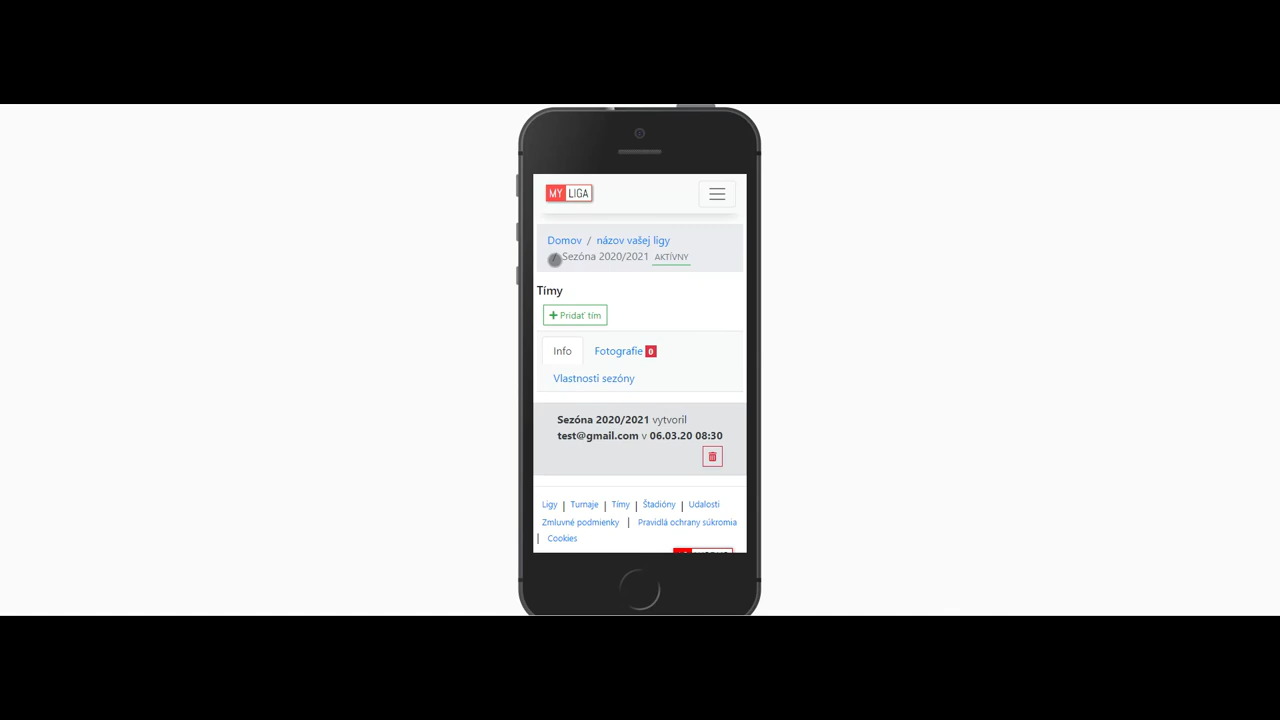 MY LIGA
Domov / názov vašej ligy
/ Sezóna 2020/2021 AKTÍVNY
Tímy
+ Pridať tím
Info Fotografie 0
Vlastnosti sezóny
Sezóna 2020/2021 vytvoril
test@gmail.com v 06.03.20 08:30
Ligy | Turnaje | Tímy | Štadióny | Udalosti
Zmluvné podmienky | Pravidlá ochrany súkromia
| Cookies